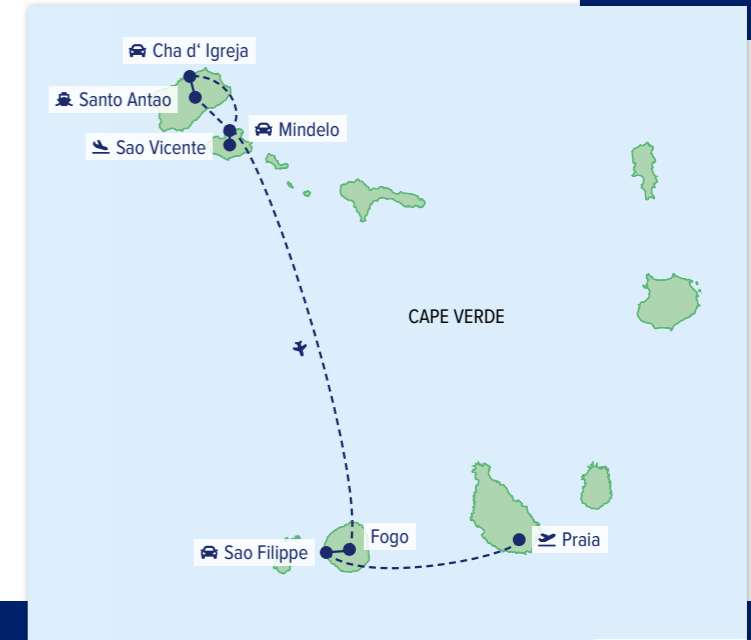 Cha d‘ Igreja
Santo Antao
Mindelo
Sao Vicente
CAPE VERDE
Fogo
Sao Filippe
Praia